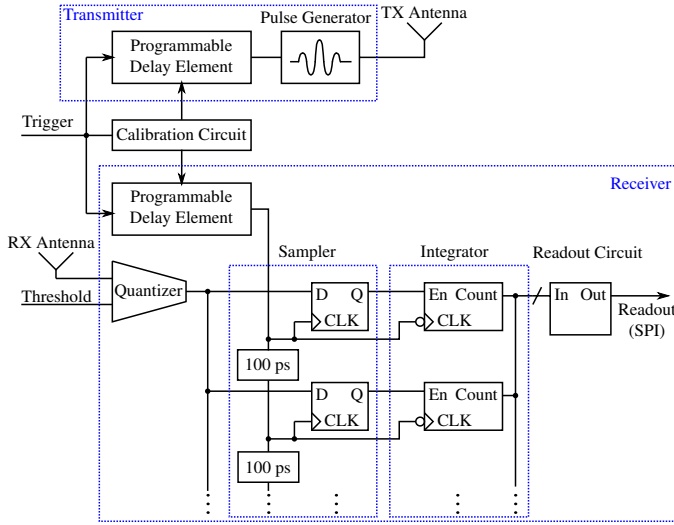 Transmitter
Pulse Generator
TX Antenna
Programmable
Delay Element
Trigger
Calibration Circuit
Programmable
Delay Element
Receiver
RX Antenna
Threshold
Quantizer
Sampler
Integrator
Readout Circuit
D Q
CLK
En Count
CLK
In Out
Readout
(SPI)
100 ps
D Q
CLK
En Count
CLK
100 ps